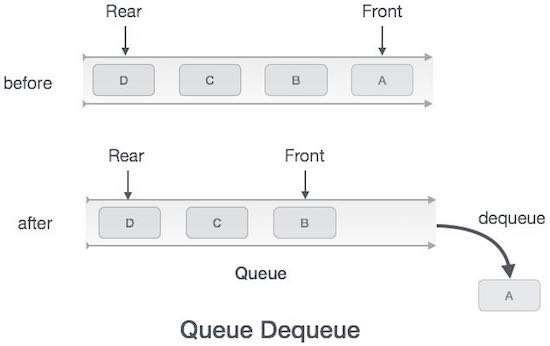 Rear Front
before D C B A
Rear Front
after D C B dequeue
Queue
A
Queue Dequeue